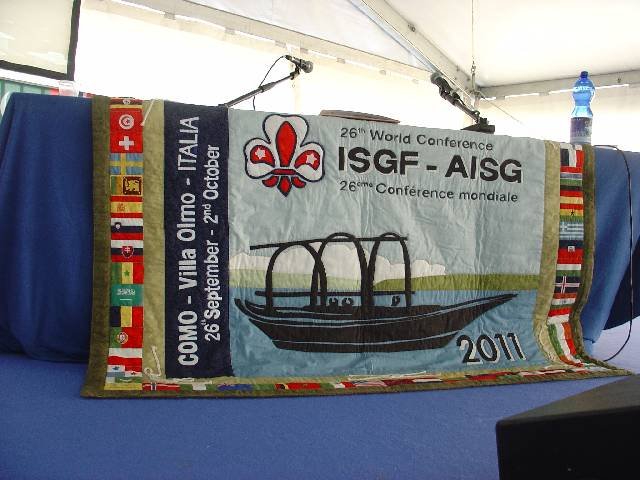 COMO - Villa Olmo - ITALIA
26th September - 2nd October
26th World Conference
ISGF - AISG
26ème Conférence mondiale
2011